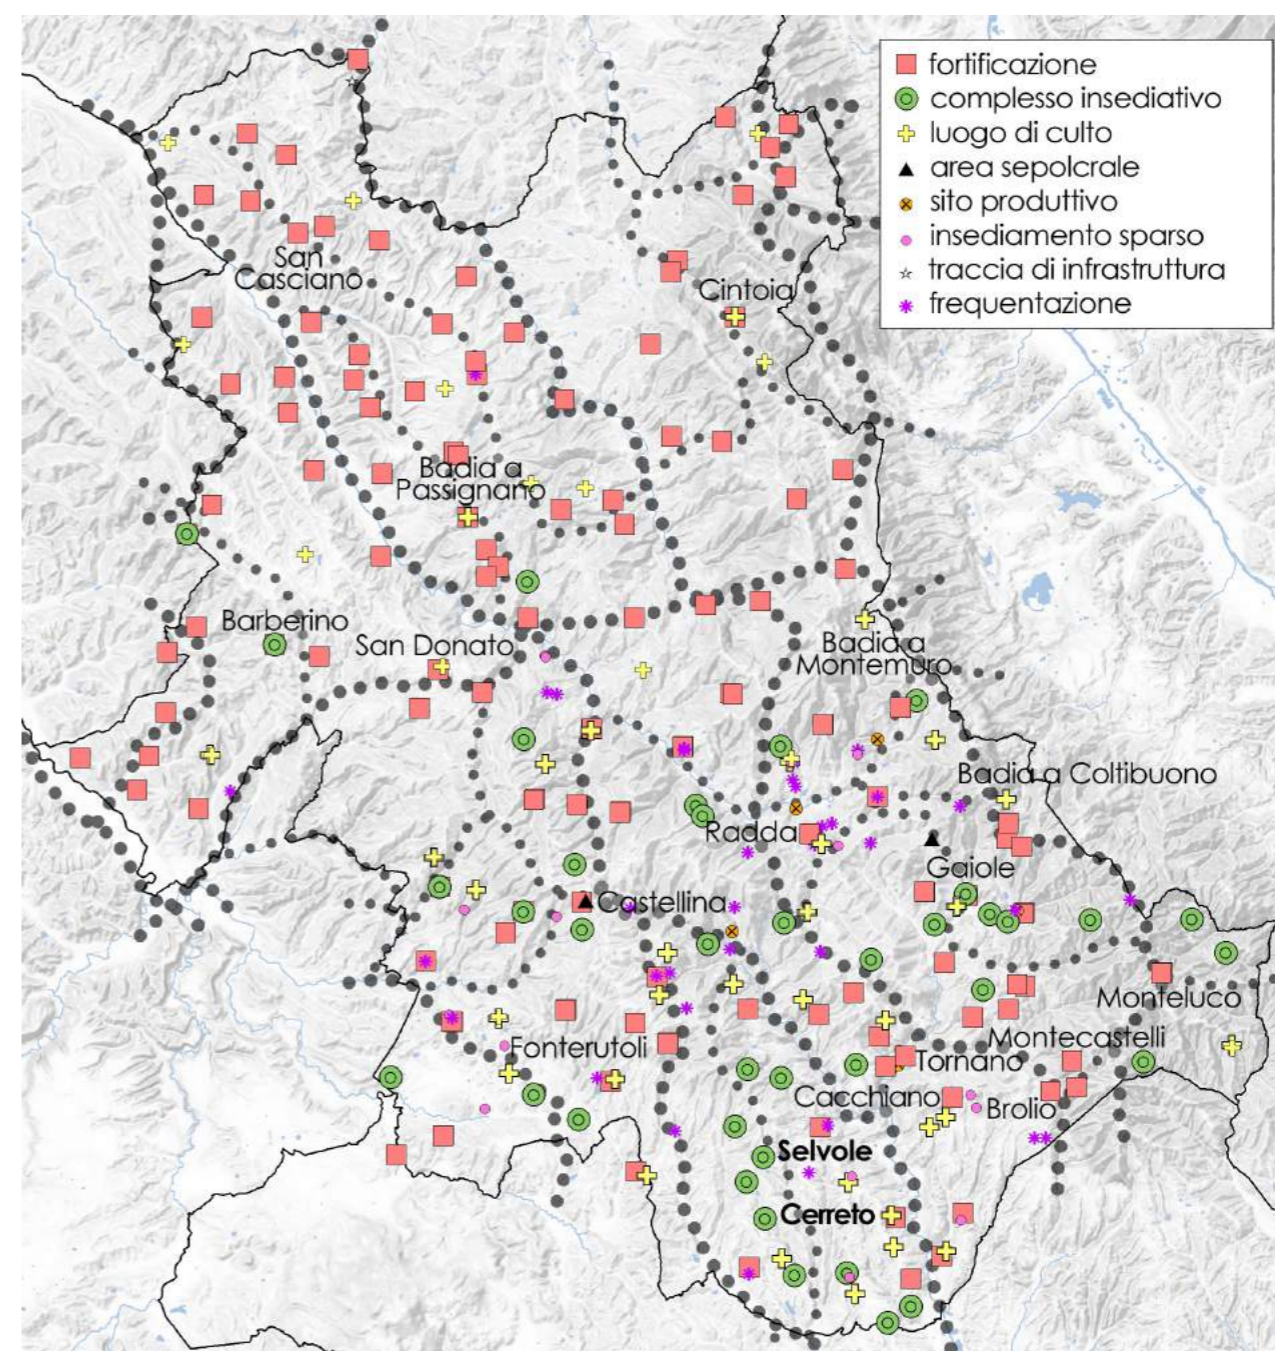 fortificazione
complesso insediativo
luogo di culto
area sepolcrale
sito produttivo
insediamento sparso
traccia di infrastruttura
frequentazione
San
Casciano
Cintoia
Badia a
Passignano
Barberino
San Donato
Badia a
Montemuro
Badia a Coltibuono
Radda
Gaiole
Castellina
Monteluco
Fonterutoli
Montecastelli
Tornano
Cacchiano
Brolio
Selvole
Cerreto